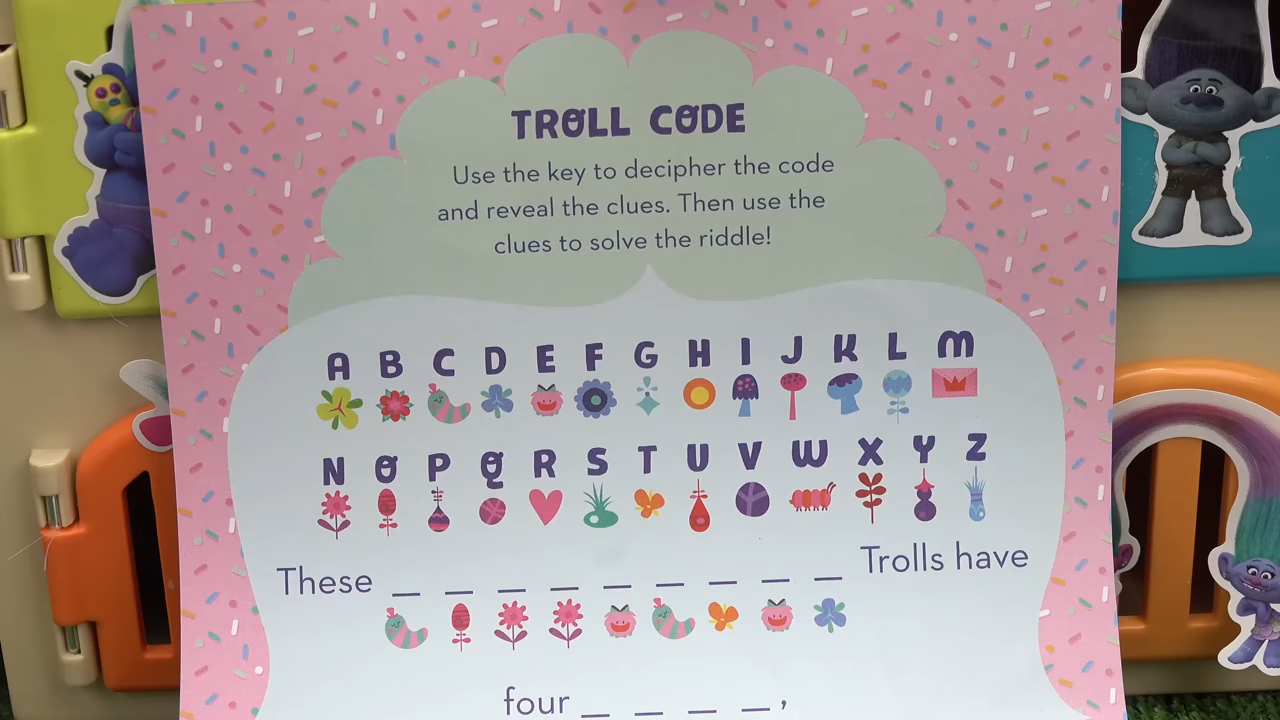 TROLL CODE
Use the key to decipher the code
and reveal the clues. Then use the
clues to solve the riddle!
A B C D E F G H I J K L M
N O P Q R S T U V W X Y Z
These _ _ _ _ _ _ _ _ _ Trolls have
four _ _ _ _ ,